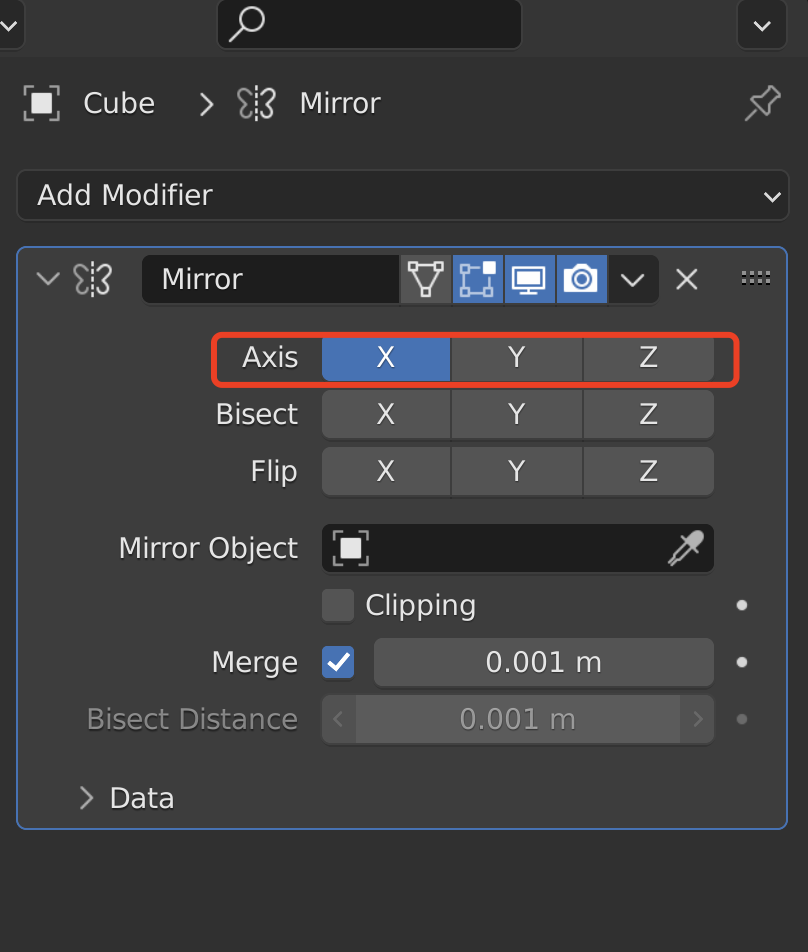 Cube Mirror
Add Modifier
Mirror
Axis X Y Z
Bisect X Y Z
Flip X Y Z
Mirror Object
Clipping
Merge 0.001 m
Bisect Distance 0.001 m
Data